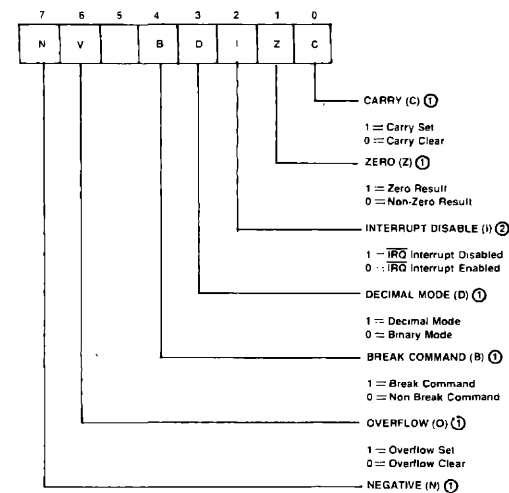 7 6 5 4 3 2 1 0
N V B D I Z C
CARRY (C) ①
1 = Carry Set
0 = Carry Clear
ZERO (Z) ①
1 = Zero Result
0 = Non-Zero Result
INTERRUPT DISABLE (I) ②
1 = IRQ Interrupt Disabled
0 = IRQ Interrupt Enabled
DECIMAL MODE (D) ①
1 = Decimal Mode
0 = Binary Mode
BREAK COMMAND (B) ①
1 = Break Command
0 = Non Break Command
OVERFLOW (O) ①
1 = Overflow Set
0 = Overflow Clear
NEGATIVE (N) ①